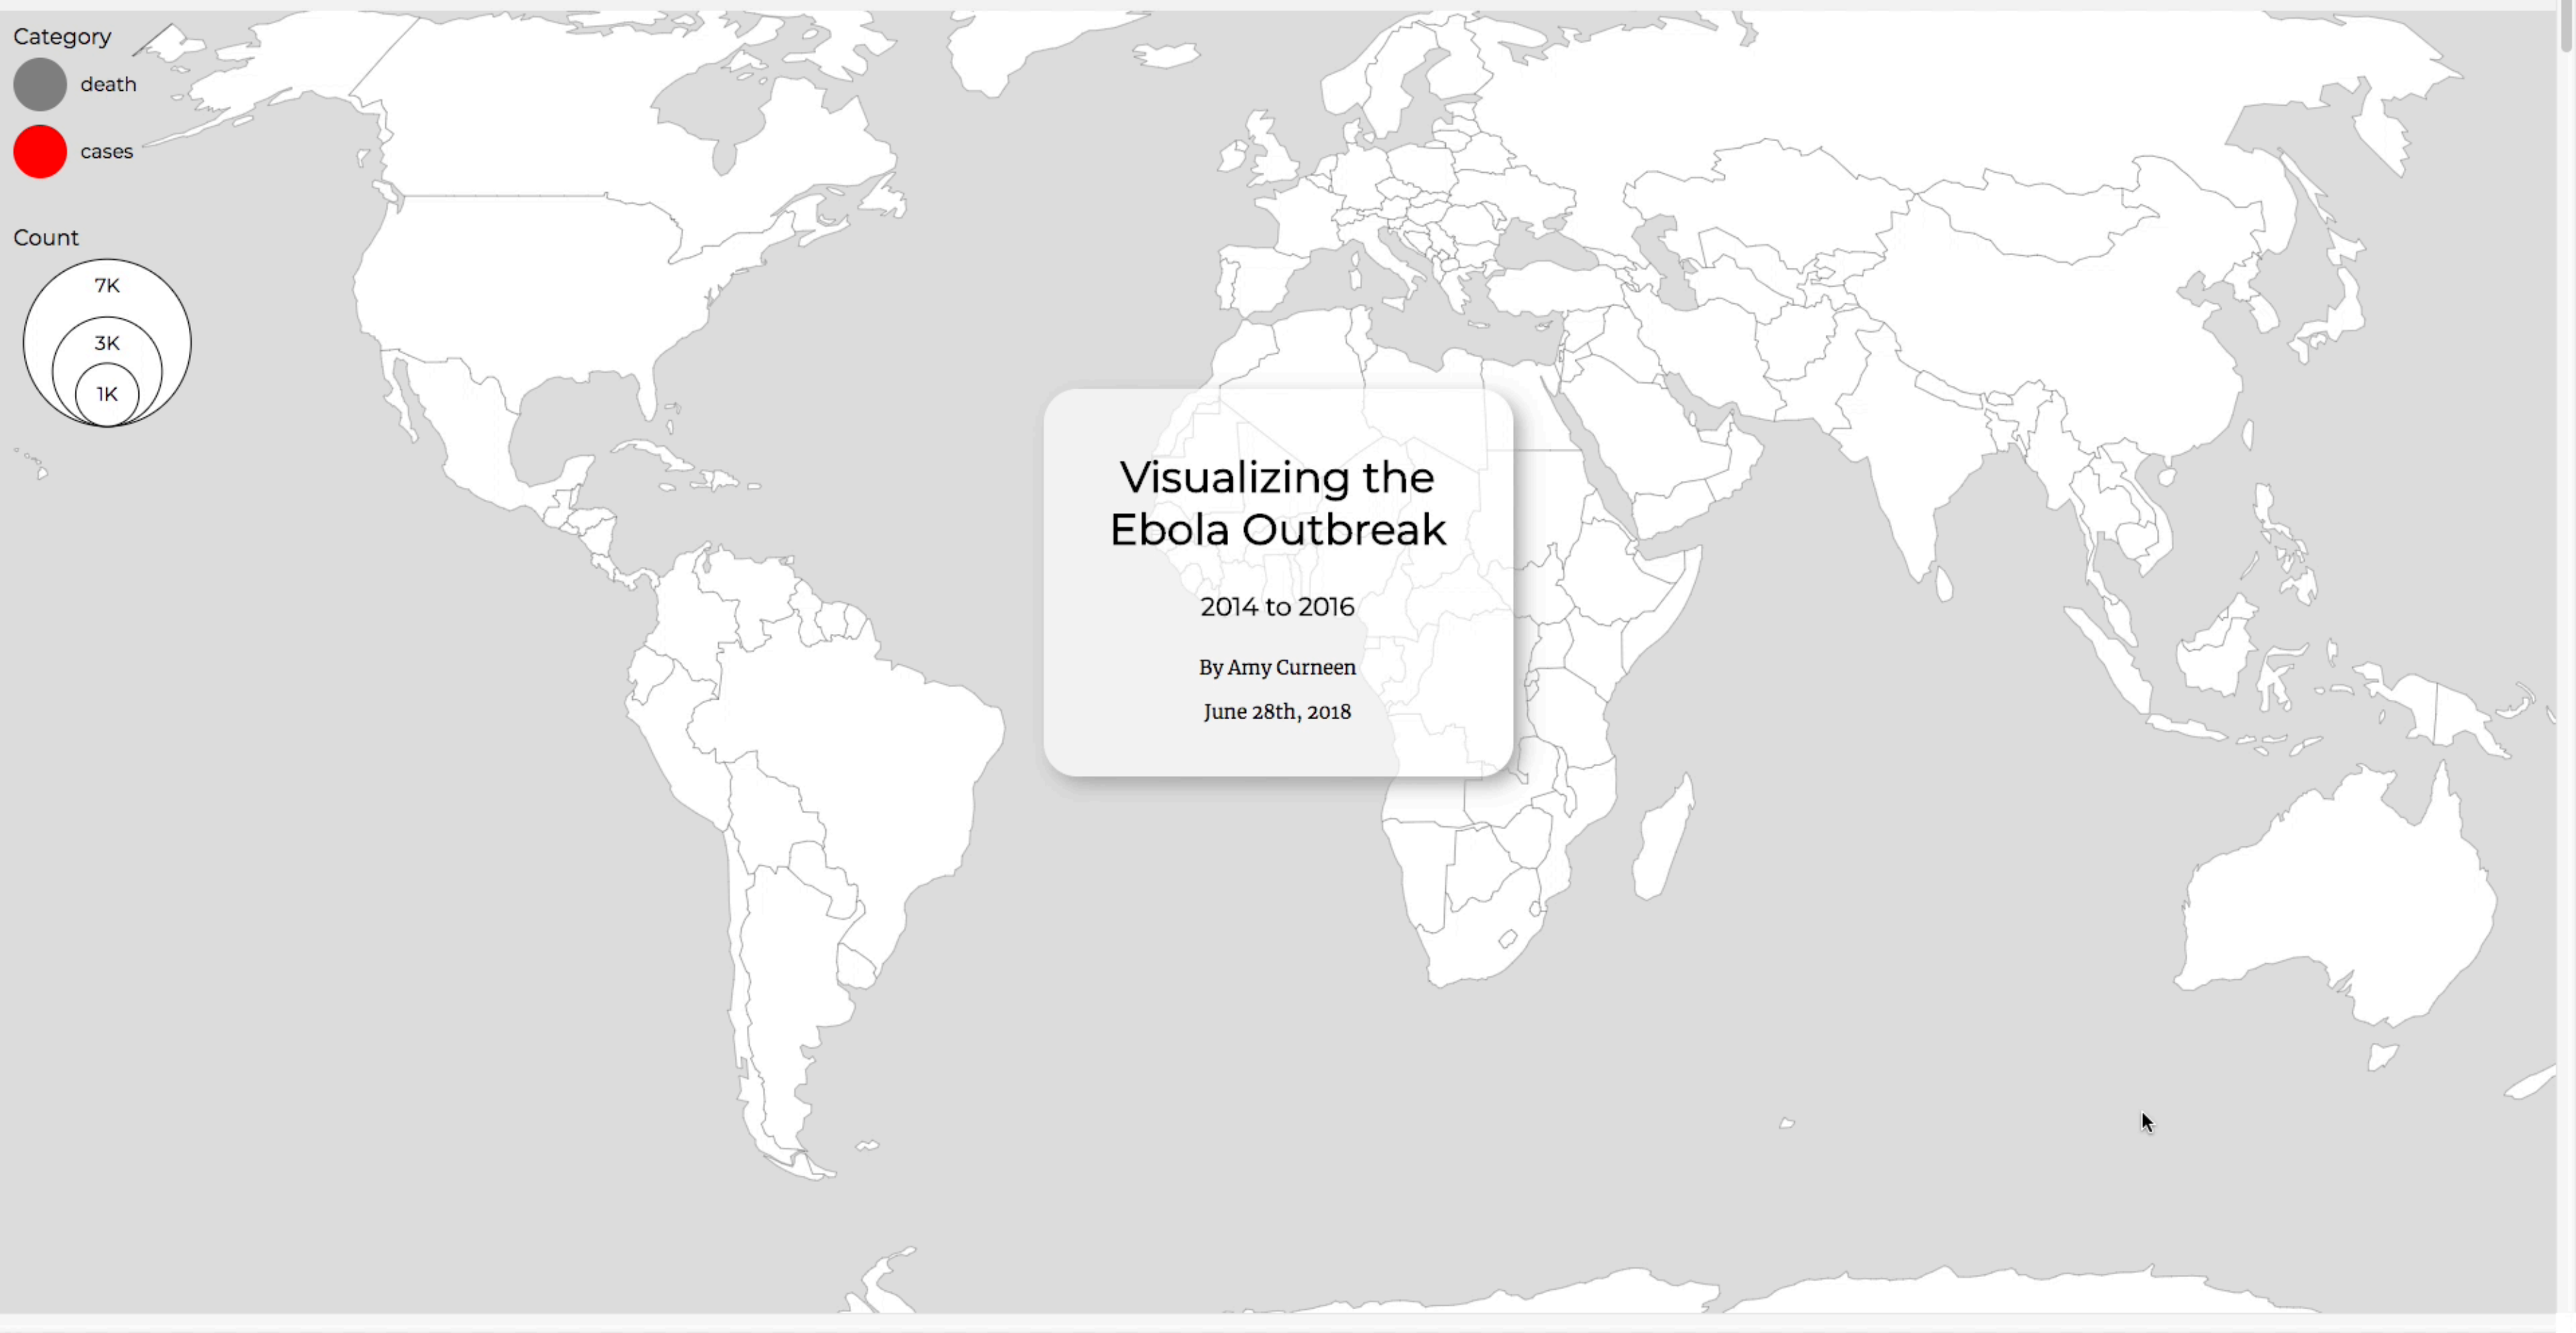 Category
death
cases
Count
7K
3K
1K
Visualizing the
Ebola Outbreak
2014 to 2016
By Amy Curneen
June 28th, 2018